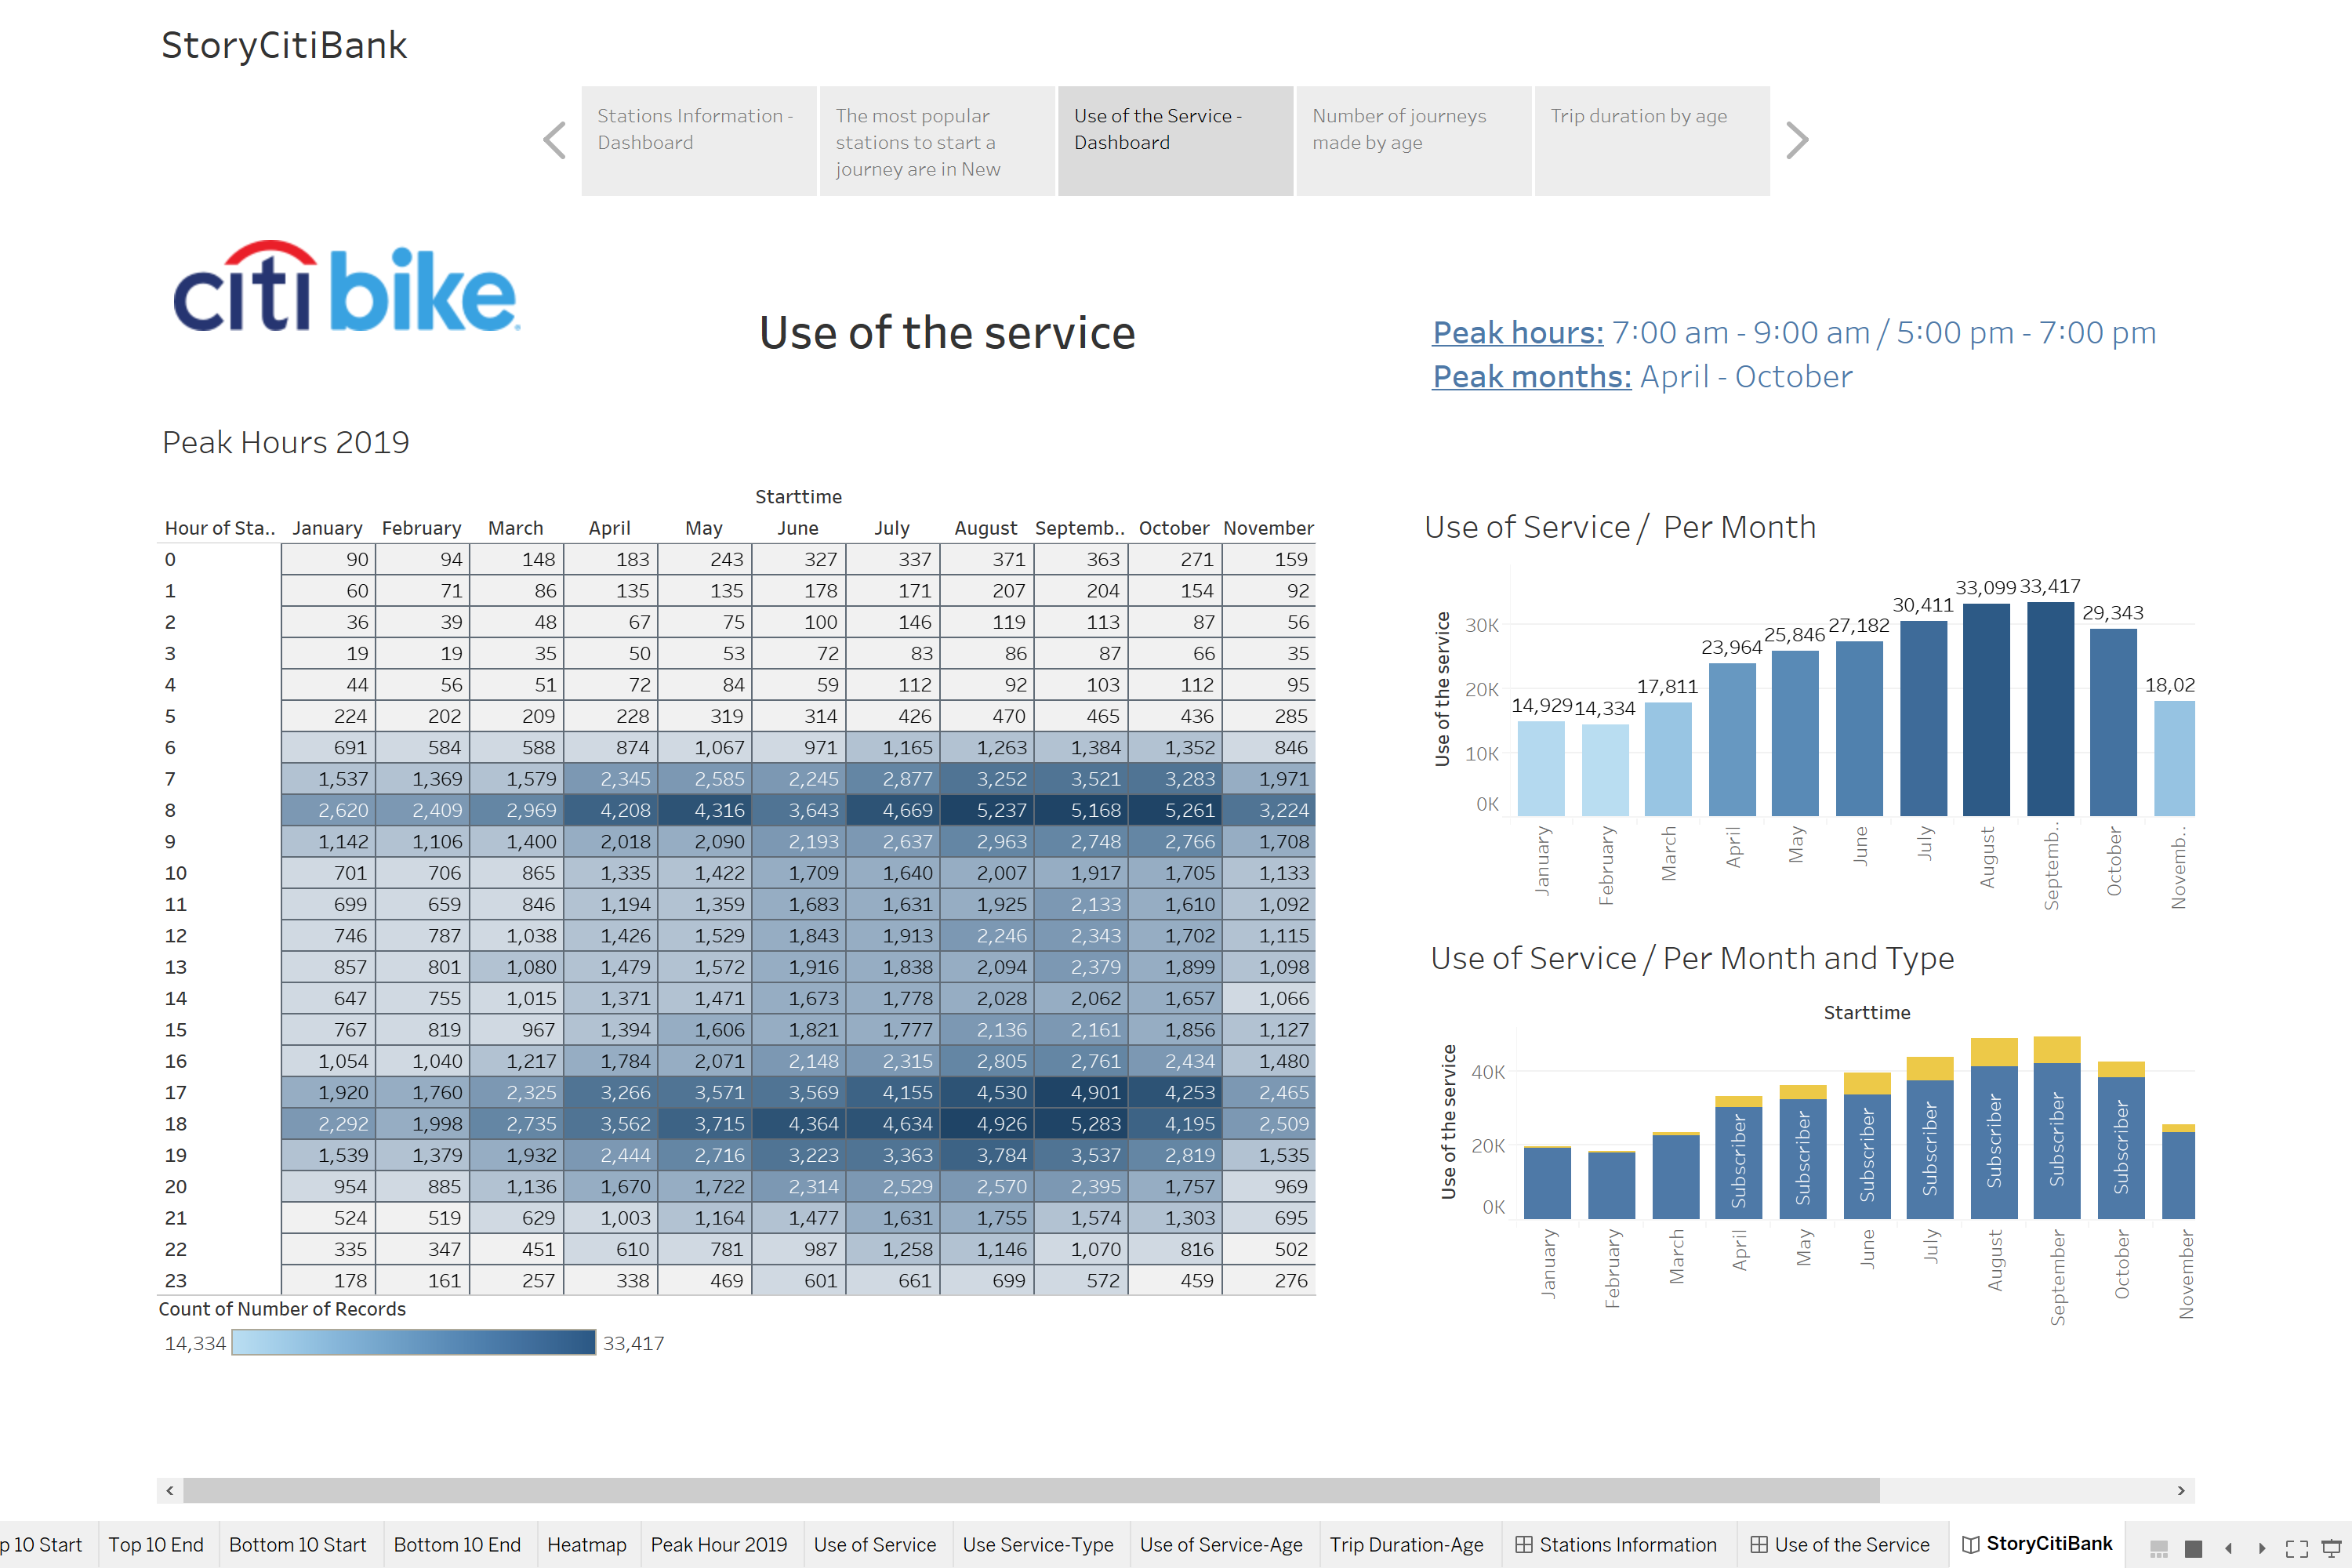 StoryCitiBank
Stations Information -
Dashboard
The most popular
stations to start a
journey are in New
Use of the Service -
Dashboard
Number of journeys
made by age
Trip duration by age
citi bike
Use of the service
Peak hours: 7:00 am - 9:00 am / 5:00 pm - 7:00 pm
Peak months: April - October
Peak Hours 2019
Starttime
Hour of Sta.. January February March April May June July August Septemb.. October November
0 90 94 148 183 243 327 337 371 363 271 159
1 60 71 86 135 135 178 171 207 204 154 92
2 36 39 48 67 75 100 146 119 113 87 56
3 19 19 35 50 53 72 83 86 87 66 35
4 44 56 51 72 84 59 112 92 103 112 95
5 224 202 209 228 319 314 426 470 465 436 285
6 691 584 588 874 1,067 971 1,165 1,263 1,384 1,352 846
7 1,537 1,369 1,579 2,345 2,585 2,245 2,877 3,252 3,521 3,283 1,971
8 2,620 2,409 2,969 4,208 4,316 3,643 4,669 5,237 5,168 5,261 3,224
9 1,142 1,106 1,400 2,018 2,090 2,193 2,637 2,963 2,748 2,766 1,708
10 701 706 865 1,335 1,422 1,709 1,640 2,007 1,917 1,705 1,133
11 699 659 846 1,194 1,359 1,683 1,631 1,925 2,133 1,610 1,092
12 746 787 1,038 1,426 1,529 1,843 1,913 2,246 2,343 1,702 1,115
13 857 801 1,080 1,479 1,572 1,916 1,838 2,094 2,379 1,899 1,098
14 647 755 1,015 1,371 1,471 1,673 1,778 2,028 2,062 1,657 1,066
15 767 819 967 1,394 1,606 1,821 1,777 2,136 2,161 1,856 1,127
16 1,054 1,040 1,217 1,784 2,071 2,148 2,315 2,805 2,761 2,434 1,480
17 1,920 1,760 2,325 3,266 3,571 3,569 4,155 4,530 4,901 4,253 2,465
18 2,292 1,998 2,735 3,562 3,715 4,364 4,634 4,926 5,283 4,195 2,509
19 1,539 1,379 1,932 2,444 2,716 3,223 3,363 3,784 3,537 2,819 1,535
20 954 885 1,136 1,670 1,722 2,314 2,529 2,570 2,395 1,757 969
21 524 519 629 1,003 1,164 1,477 1,631 1,755 1,574 1,303 695
22 335 347 451 610 781 987 1,258 1,146 1,070 816 502
23 178 161 257 338 469 601 661 699 572 459 276
Count of Number of Records
14,334 33,417
Use of Service / Per Month
Use of the service
30K
20K
10K
0K
14,929 14,334 17,811 23,964 25,846 27,182 30,411 33,099 33,417 29,343 18,02
January February March April May June July August Septemb.. October Novemb..
Use of Service / Per Month and Type
Starttime
Use of the service
40K
20K
0K
Subscriber Subscriber Subscriber Subscriber Subscriber Subscriber Subscriber
January February March April May June July August September October November
p 10 Start Top 10 End Bottom 10 Start Bottom 10 End Heatmap Peak Hour 2019 Use of Service Use Service-Type Use of Service-Age Trip Duration-Age Stations Information Use of the Service StoryCitiBank